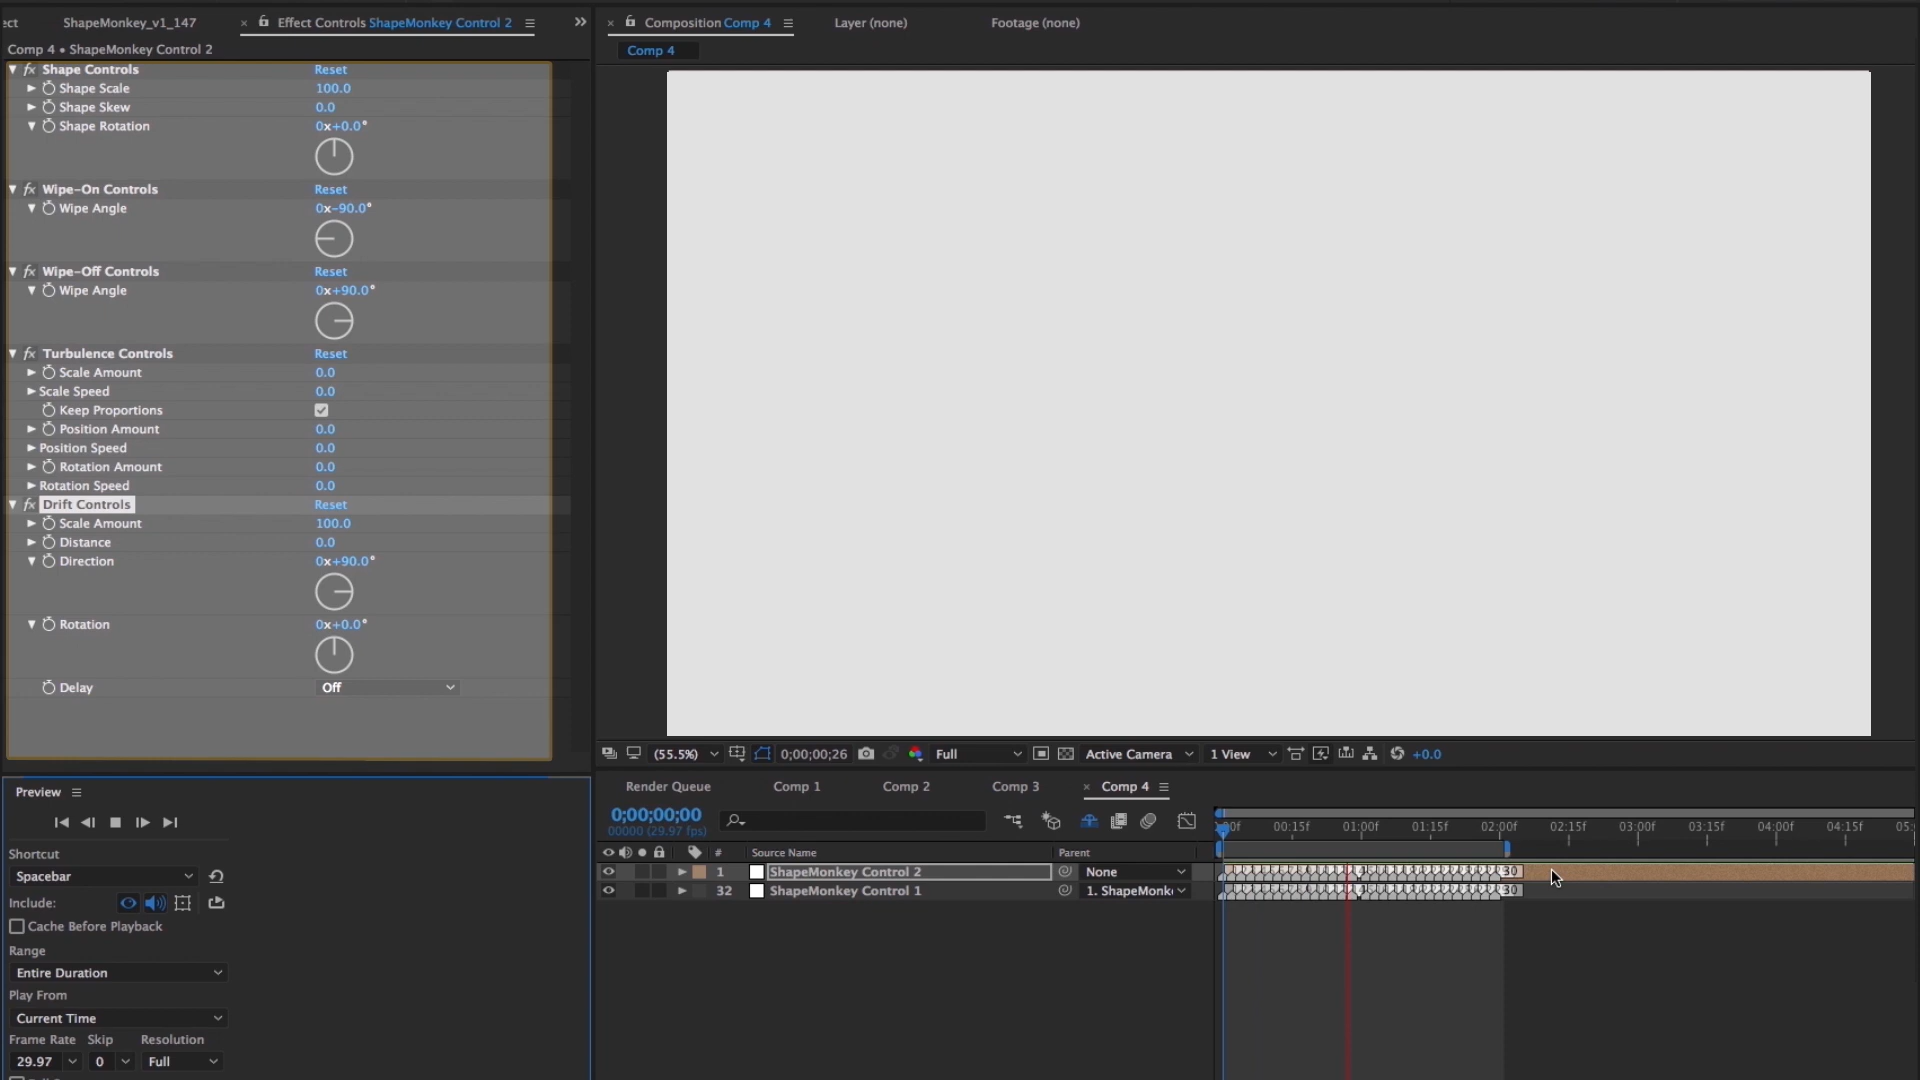 ect
ShapeMonkey_v1_147
× Effect Controls ShapeMonkey Control 2
Comp 4 • ShapeMonkey Control 2
fx Shape Controls Reset
Shape Scale 100.0
Shape Skew 0.0
Shape Rotation 0x+0.0°
fx Wipe-On Controls Reset
Wipe Angle 0x-90.0°
fx Wipe-Off Controls Reset
Wipe Angle 0x+90.0°
fx Turbulence Controls Reset
Scale Amount 0.0
Scale Speed 0.0
Keep Proportions
Position Amount 0.0
Position Speed 0.0
Rotation Amount 0.0
Rotation Speed 0.0
fx Drift Controls Reset
Scale Amount 100.0
Distance 0.0
Direction 0x+90.0°
Rotation 0x+0.0°
Delay Off
Preview
Shortcut
Spacebar
Include:
Cache Before Playback
Range
Entire Duration
Play From
Current Time
Frame Rate Skip Resolution
29.97 0 Full
× Composition Comp 4
Layer (none)
Footage (none)
Comp 4
(55.5%) 0;00;00;26 Full Active Camera 1 View +0.0
Render Queue Comp 1 Comp 2 Comp 3 × Comp 4
0;00;00;00
00000 (29.97 fps)
00f 00:15f 01:00f 01:15f 02:00f 02:15f 03:00f 03:15f 04:00f 04:15f 05:
# Source Name Parent
1 ShapeMonkey Control 2 None
30
32 ShapeMonkey Control 1 1. ShapeMonk
30